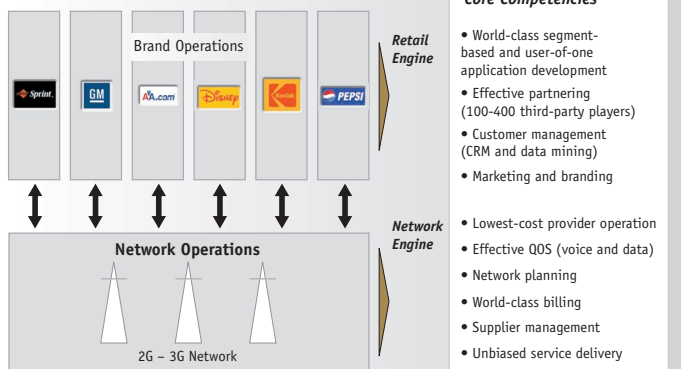 Core Competencies
Brand Operations
Sprint.
GM
AA.com
Disney
Kodak
PEPSI
Retail
Engine
• World-class segment-
based and user-of-one
application development
• Effective partnering
(100-400 third-party players)
• Customer management
(CRM and data mining)
• Marketing and branding
Network Operations
2G – 3G Network
Network
Engine
• Lowest-cost provider operation
• Effective QOS (voice and data)
• Network planning
• World-class billing
• Supplier management
• Unbiased service delivery